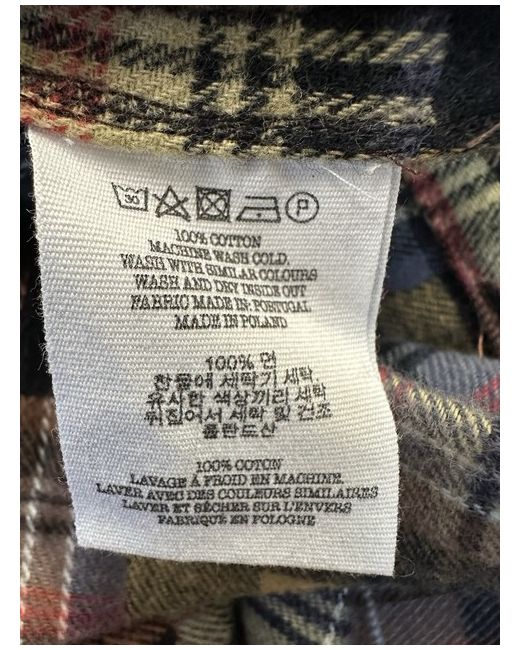 30
P
100% COTTON
MACHINE WASH COLD.
WASH WITH SIMILAR COLOURS
WASH AND DRY INSIDE OUT
FABRIC MADE IN: PORTUGAL
MADE IN POLAND
100% 면
찬물에 세탁기 세탁
유사한 색상끼리 세탁
뒤집어서 세탁 및 건조
폴란드산
100% COTON
LAVAGE À FROID EN MACHINE.
LAVER AVEC DES COULEURS SIMILAIRES
LAVER ET SÉCHER SUR L'ENVERS
FABRIQUE EN POLOGNE